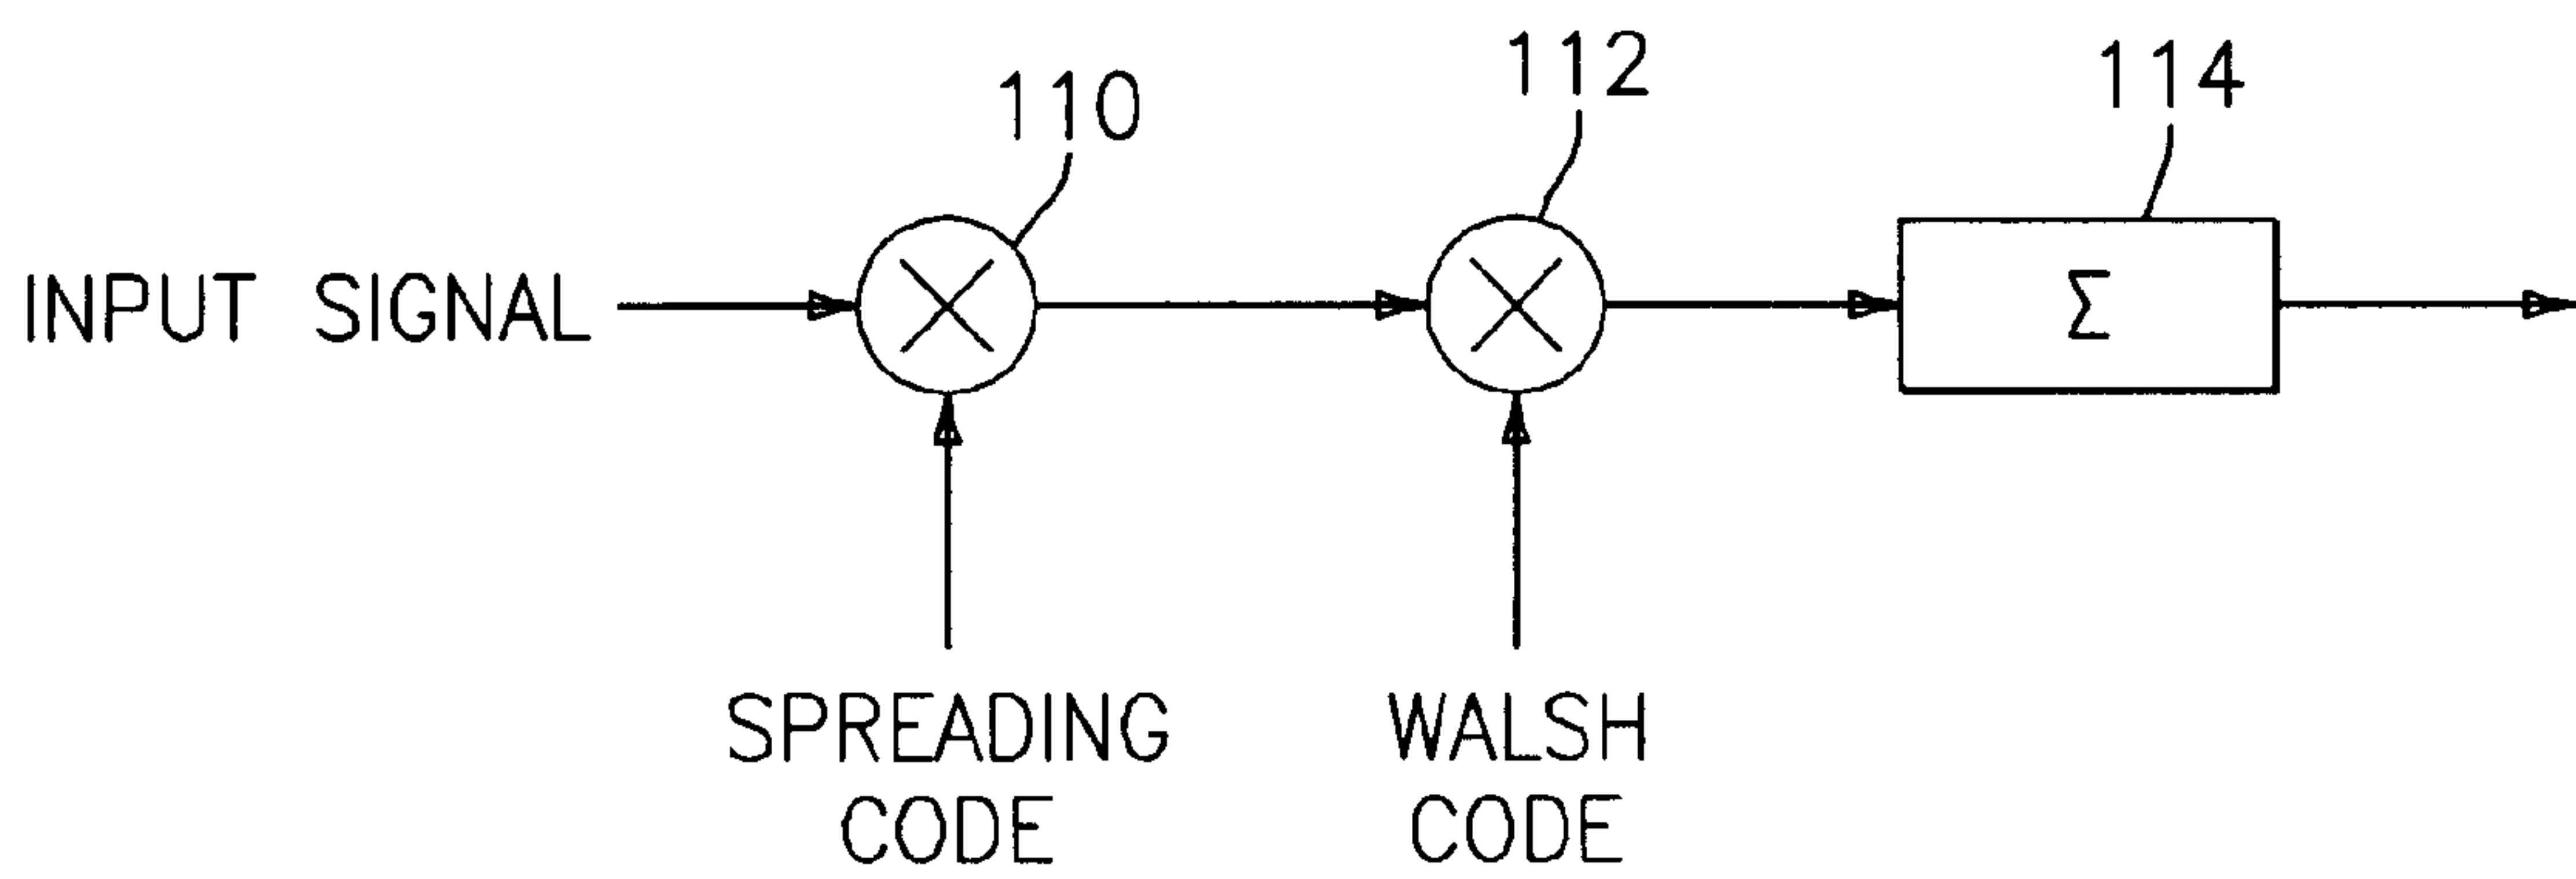 110
112
114
INPUT SIGNAL
Σ
SPREADING
CODE
WALSH
CODE